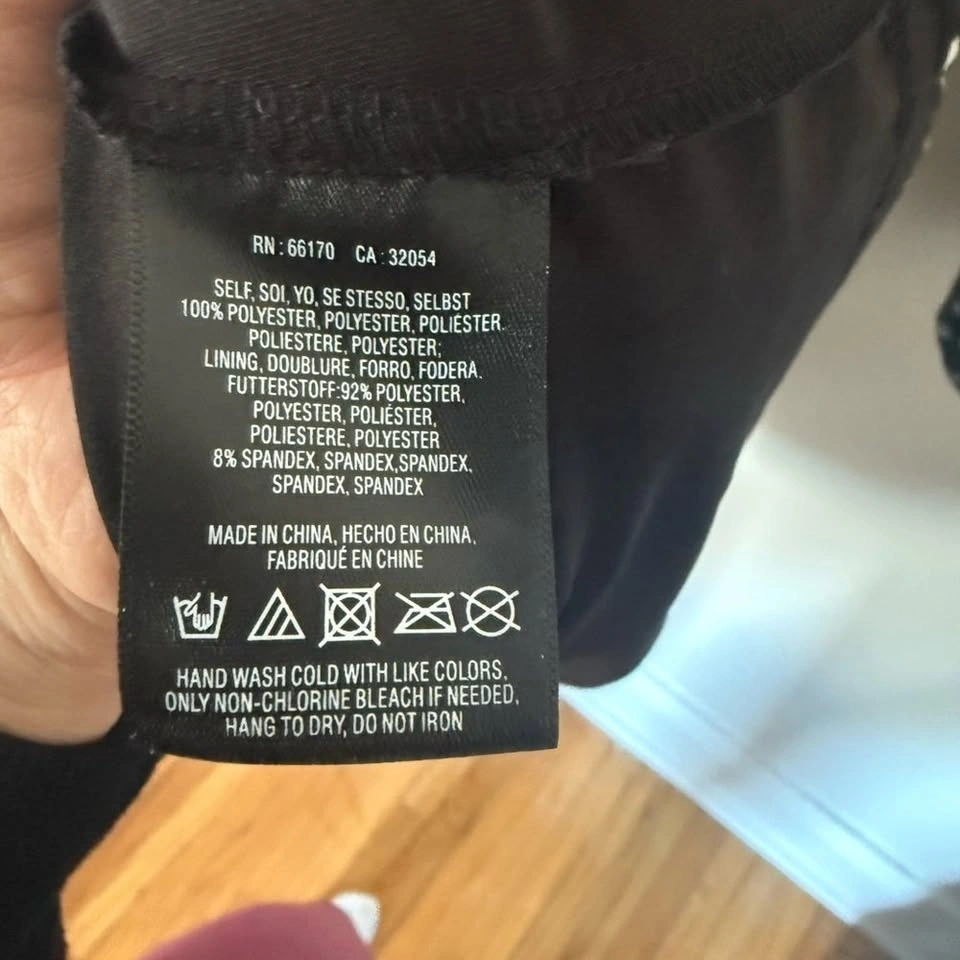 RN: 66170 CA: 32054
SELF, SOI, YO, SE STESSO, SELBST
100% POLYESTER, POLYESTER, POLIÉSTER.
POLIESTERE, POLYESTER;
LINING, DOUBLURE, FORRO, FODERA.
FUTTERSTOFF:92% POLYESTER,
POLYESTER, POLIÉSTER,
POLIESTERE, POLYESTER
8% SPANDEX, SPANDEX,SPANDEX.
SPANDEX, SPANDEX
MADE IN CHINA, HECHO EN CHINA,
FABRIQUÉ EN CHINE
HAND WASH COLD WITH LIKE COLORS,
ONLY NON-CHLORINE BLEACH IF NEEDED,
HANG TO DRY, DO NOT IRON